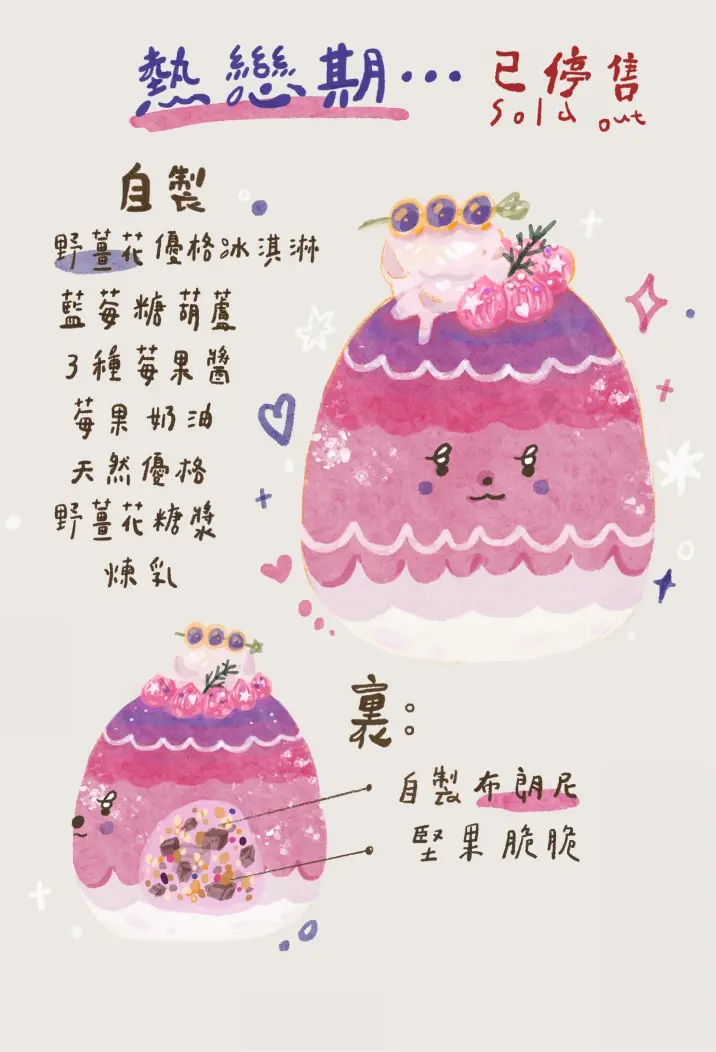 熱戀期...
已停售
Sold out
自製
野薑花優格冰淇淋
藍莓糖葫蘆
3種莓果醬
莓果奶油
天然優格
野薑花糖漿
煉乳
裏：
自製布朗尼
堅果脆脆